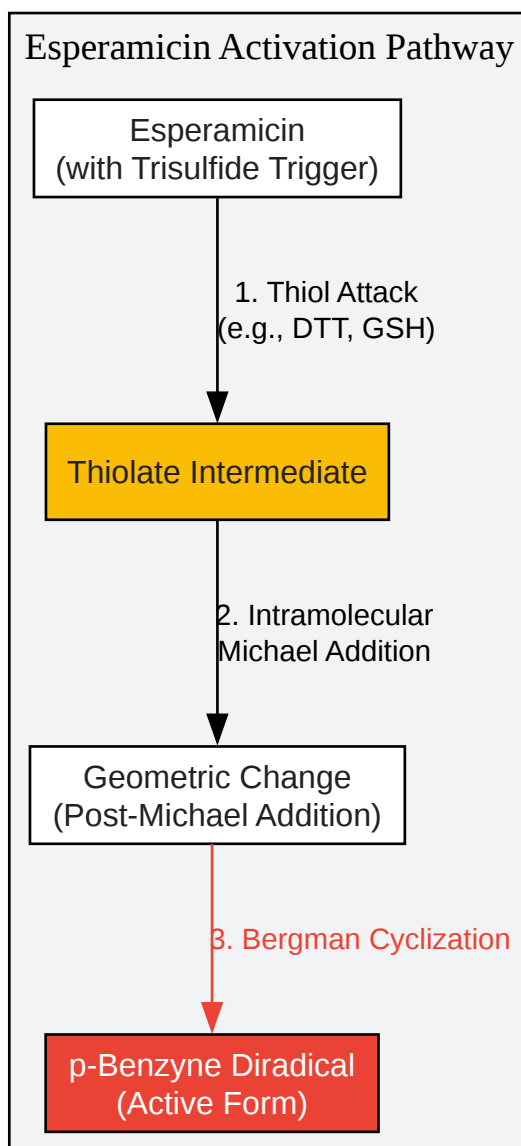 Esperamicin Activation Pathway
Esperamicin
(with Trisulfide Trigger)
1. Thiol Attack
(e.g., DTT, GSH)
Thiolate Intermediate
2. Intramolecular
Michael Addition
Geometric Change
(Post-Michael Addition)
3. Bergman Cyclization
p-Benzyne Diradical
(Active Form)